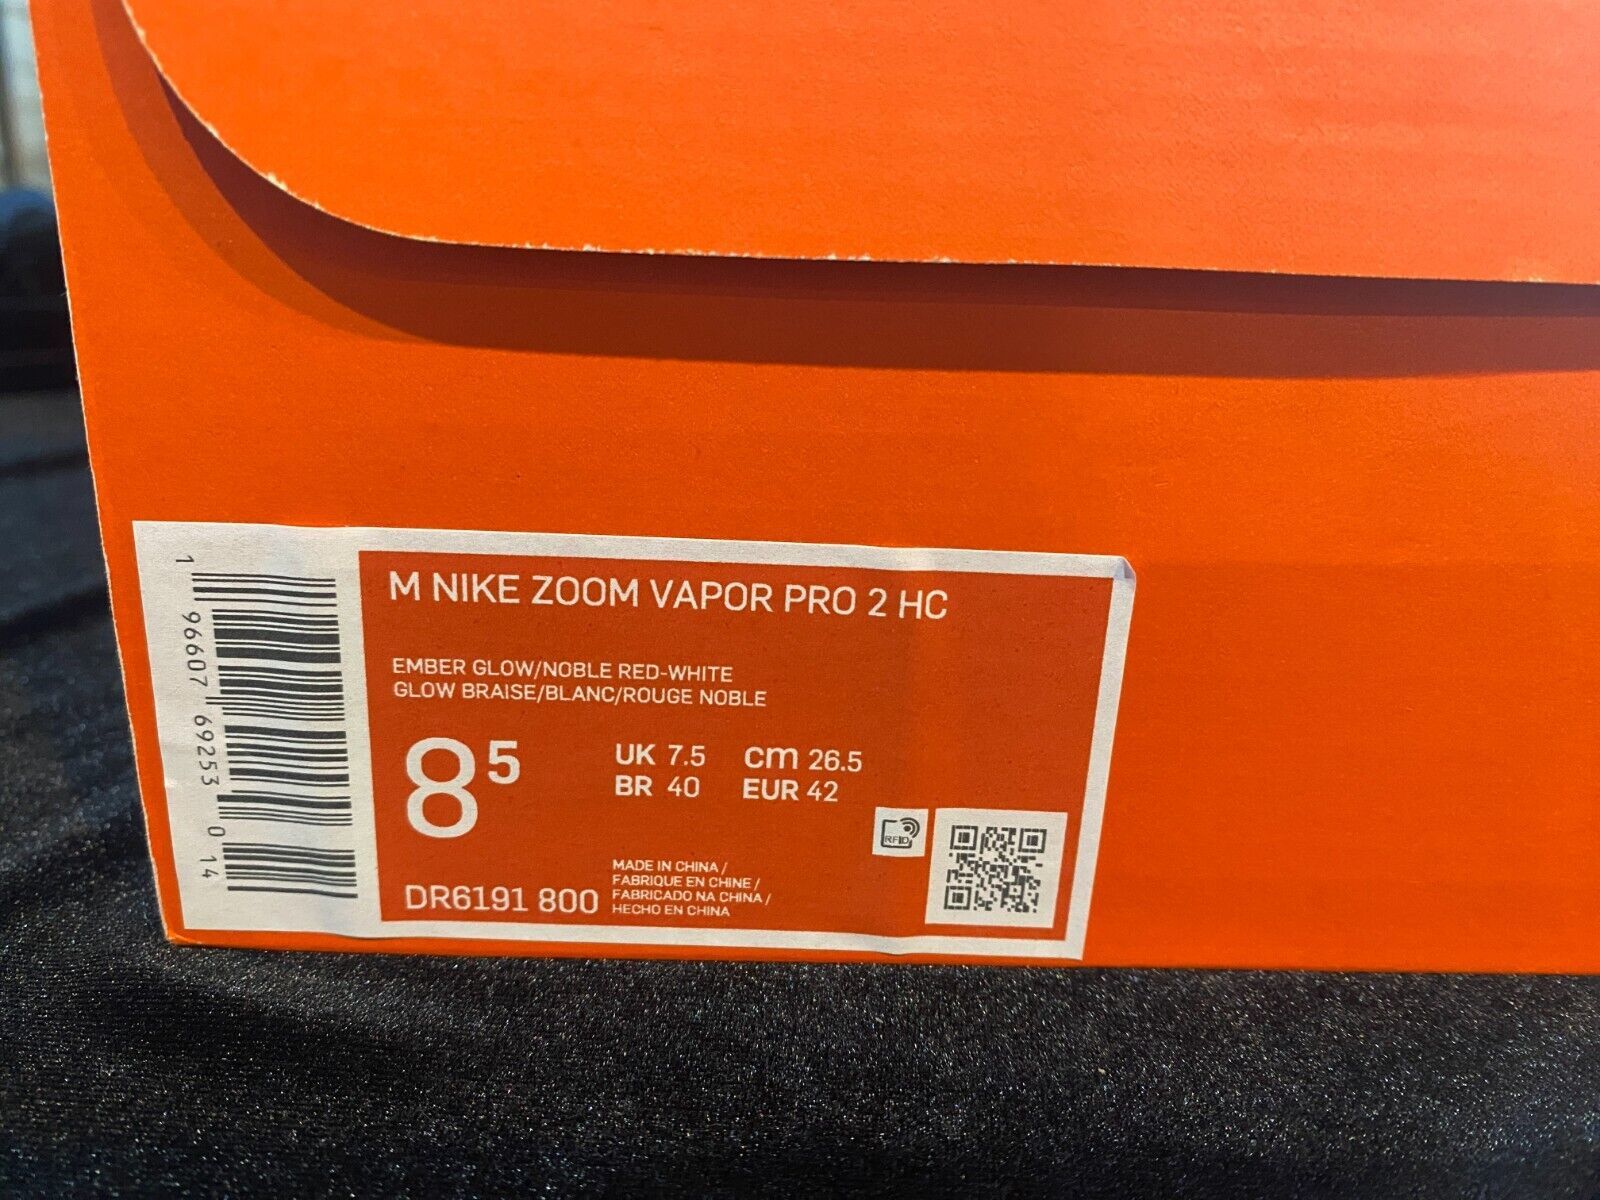 M NIKE ZOOM VAPOR PRO 2 HC
EMBER GLOW/NOBLE RED-WHITE
GLOW BRAISE/BLANC/ROUGE NOBLE
8 5
UK 7.5 cm 26.5
BR 40 EUR 42
DR6191 800
MADE IN CHINA /
FABRIQUE EN CHINE /
FABRICADO NA CHINA /
HECHO EN CHINA
RFID
1 96607 69253 0 14